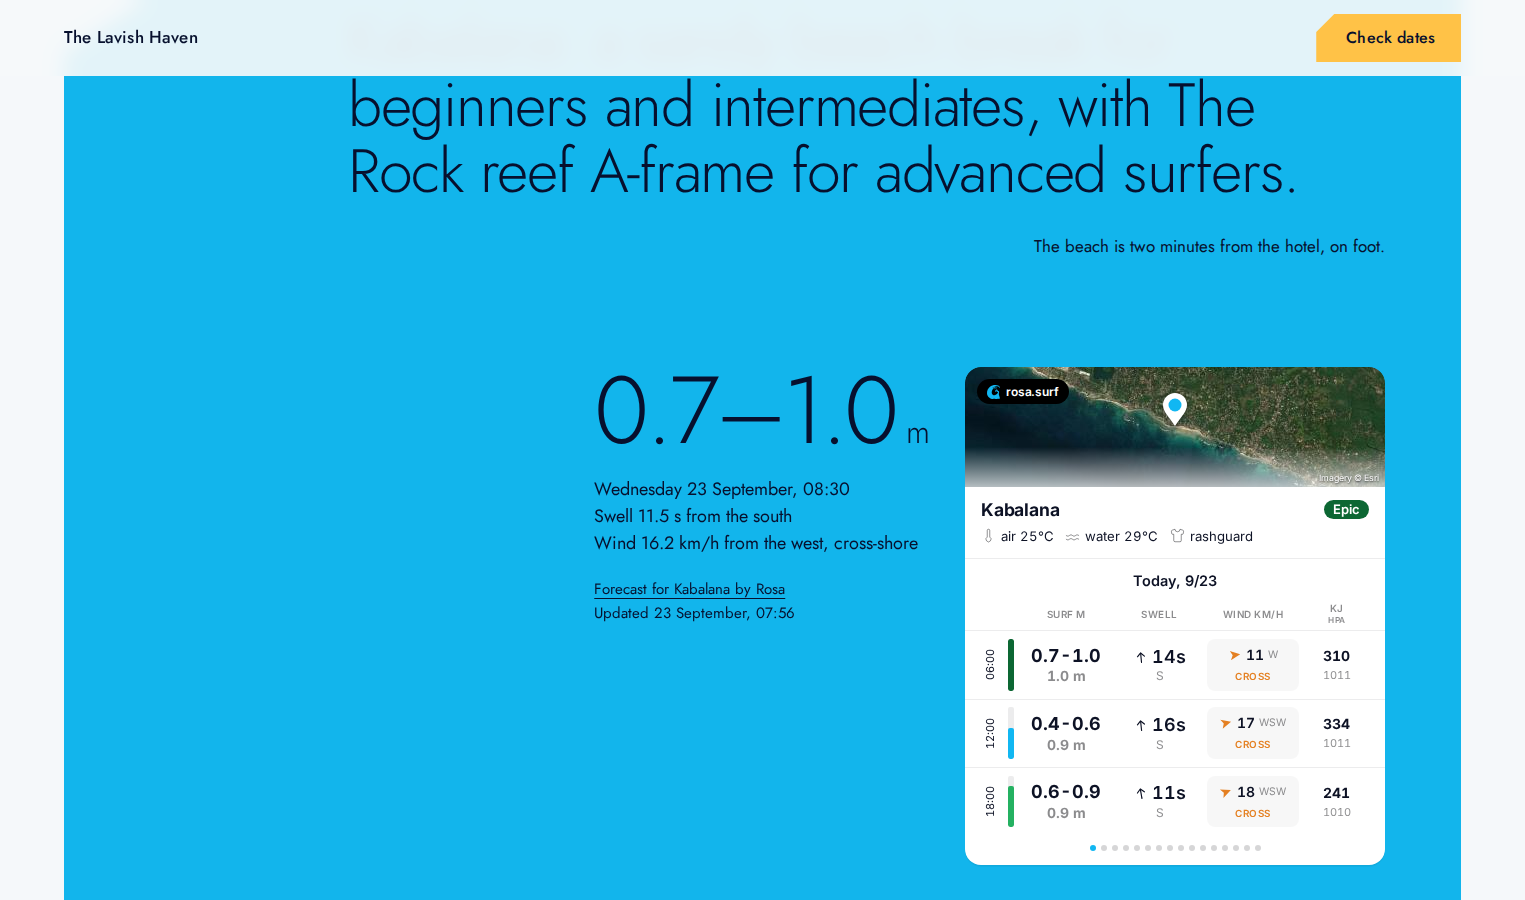 The Lavish Haven
Check dates
beginners and intermediates, with The
Rock reef A-frame for advanced surfers.
The beach is two minutes from the hotel, on foot.
0.7—1.0 m
Wednesday 23 September, 08:30
Swell 11.5 s from the south
Wind 16.2 km/h from the west, cross-shore
Forecast for Kabalana by Rosa
Updated 23 September, 07:56
rosa.surf
Imagery © Esri
Kabalana
Epic
air 25°C water 29°C rashguard
Today, 9/23
SURF M SWELL WIND KM/H KJ
HPA
06:00 0.7-1.0 14s 11 W 310
1.0 m S CROSS 1011
12:00 0.4-0.6 16s 17 WSW 334
0.9 m S CROSS 1011
18:00 0.6-0.9 11s 18 WSW 241
0.9 m S CROSS 1010